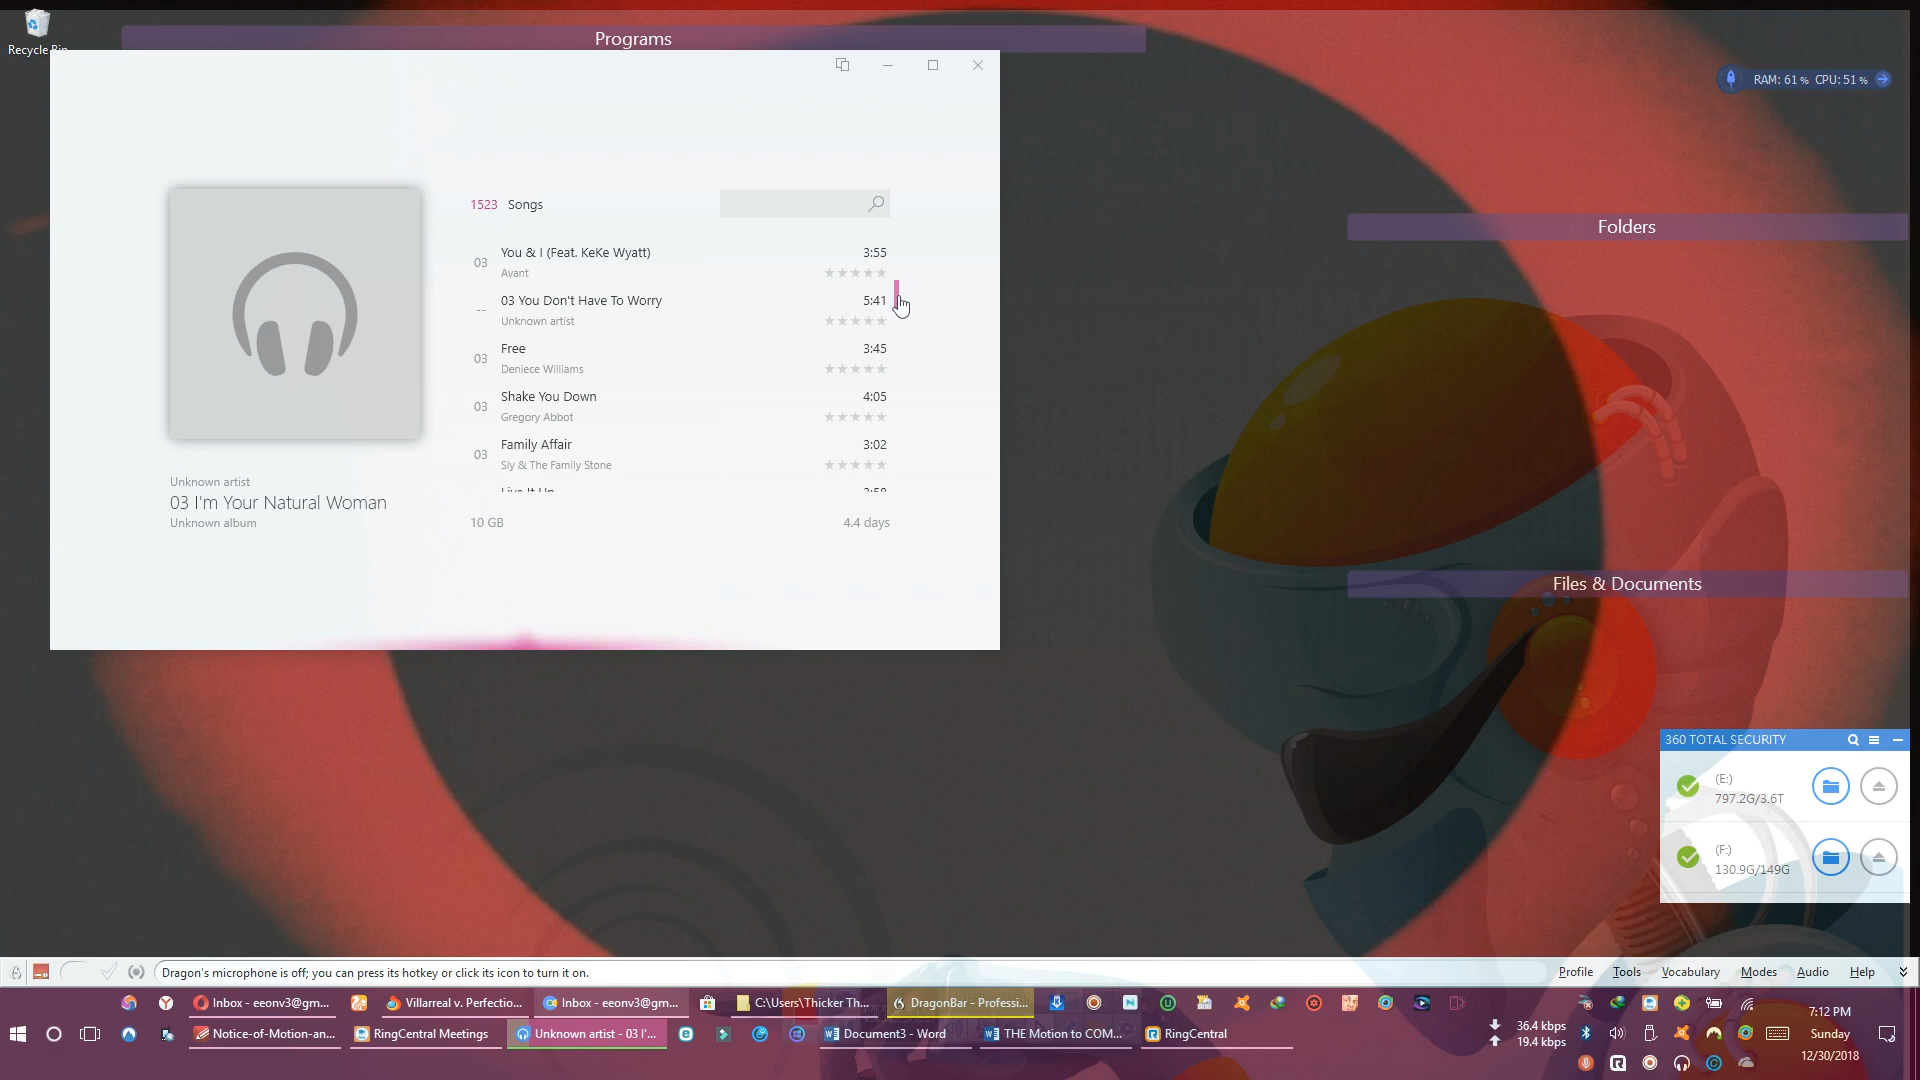 Recycle Bin
Programs
RAM: 61 % CPU: 51 %
1523 Songs
03
You & I (Feat. KeKe Wyatt) 3:55
Avant
--
03 You Don't Have To Worry 5:41
Unknown artist
03
Free 3:45
Deniece Williams
03
Shake You Down 4:05
Gregory Abbot
03
Family Affair 3:02
Sly & The Family Stone
Live It Up 3:58
10 GB 4.4 days
Unknown artist
03 I'm Your Natural Woman
Unknown album
Folders
Files & Documents
360 TOTAL SECURITY
(E:)
797.2G/3.6T
(F:)
130.9G/149G
Dragon's microphone is off; you can press its hotkey or click its icon to turn it on.
Profile Tools Vocabulary Modes Audio Help
Inbox - eeonv3@gm...
Villarreal v. Perfectio...
Inbox - eeonv3@gm...
C:\Users\Thicker Th...
DragonBar - Professi...
Notice-of-Motion-an...
RingCentral Meetings
Unknown artist - 03 I'...
Document3 - Word
THE Motion to COM...
RingCentral
36.4 kbps
19.4 kbps
7:12 PM
Sunday
12/30/2018